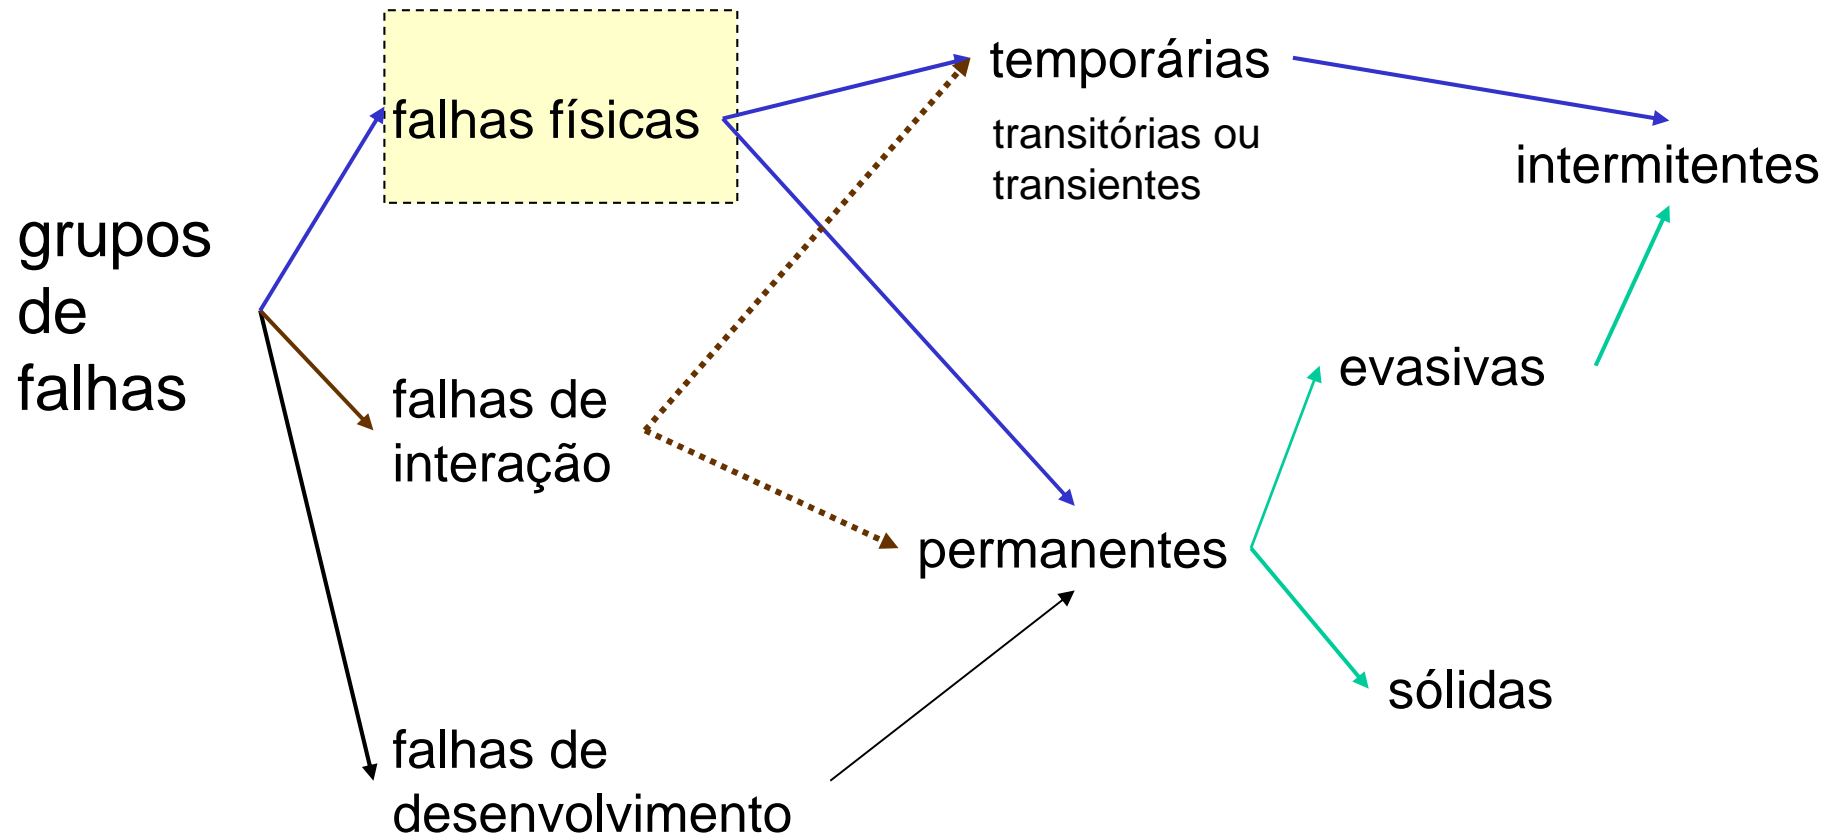 grupos
de
falhas
falhas físicas
falhas de
interação
falhas de
desenvolvimento
temporárias
transitórias ou
transientes
permanentes
intermitentes
evasivas
sólidas